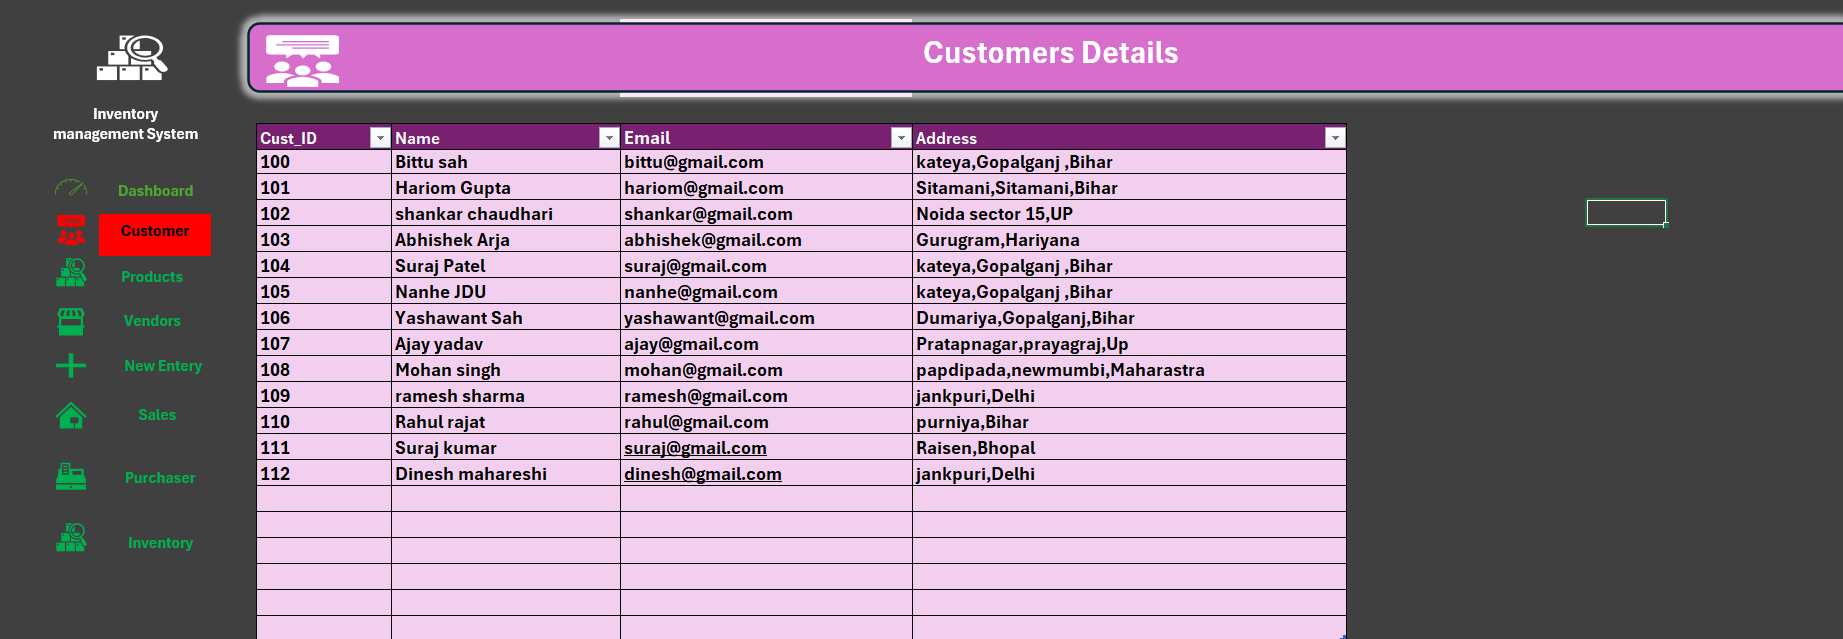 Customers Details
Inventory
management System
Dashboard
Customer
Products
Vendors
New Entery
Sales
Purchaser
Inventory
Cust_ID Name Email Address
100 Bittu sah bittu@gmail.com kateya,Gopalganj ,Bihar
101 Hariom Gupta hariom@gmail.com Sitamani,Sitamani,Bihar
102 shankar chaudhari shankar@gmail.com Noida sector 15,UP
103 Abhishek Arja abhishek@gmail.com Gurugram,Hariyana
104 Suraj Patel suraj@gmail.com kateya,Gopalganj ,Bihar
105 Nanhe JDU nanhe@gmail.com kateya,Gopalganj ,Bihar
106 Yashawant Sah yashawant@gmail.com Dumariya,Gopalganj,Bihar
107 Ajay yadav ajay@gmail.com Pratapnagar,prayagraj,Up
108 Mohan singh mohan@gmail.com papdipada,newmumbi,Maharastra
109 ramesh sharma ramesh@gmail.com jankpuri,Delhi
110 Rahul rajat rahul@gmail.com purniya,Bihar
111 Suraj kumar suraj@gmail.com Raisen,Bhopal
112 Dinesh mahareshi dinesh@gmail.com jankpuri,Delhi